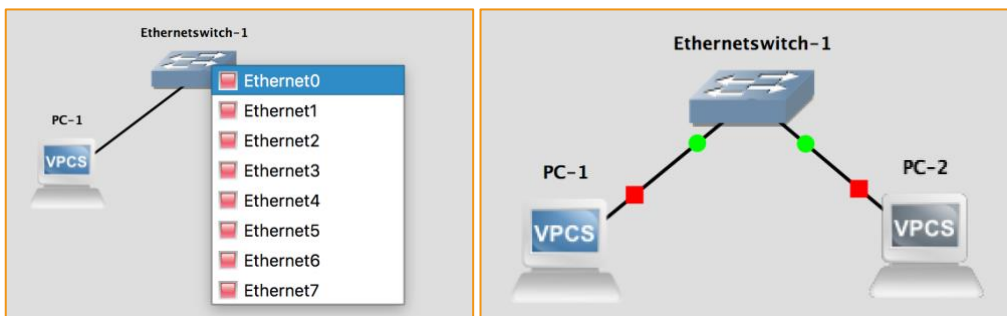 Ethernetswitch-1
PC-1
VPCS
Ethernet0
Ethernet1
Ethernet2
Ethernet3
Ethernet4
Ethernet5
Ethernet6
Ethernet7
Ethernetswitch-1
PC-1
PC-2
VPCS
VPCS